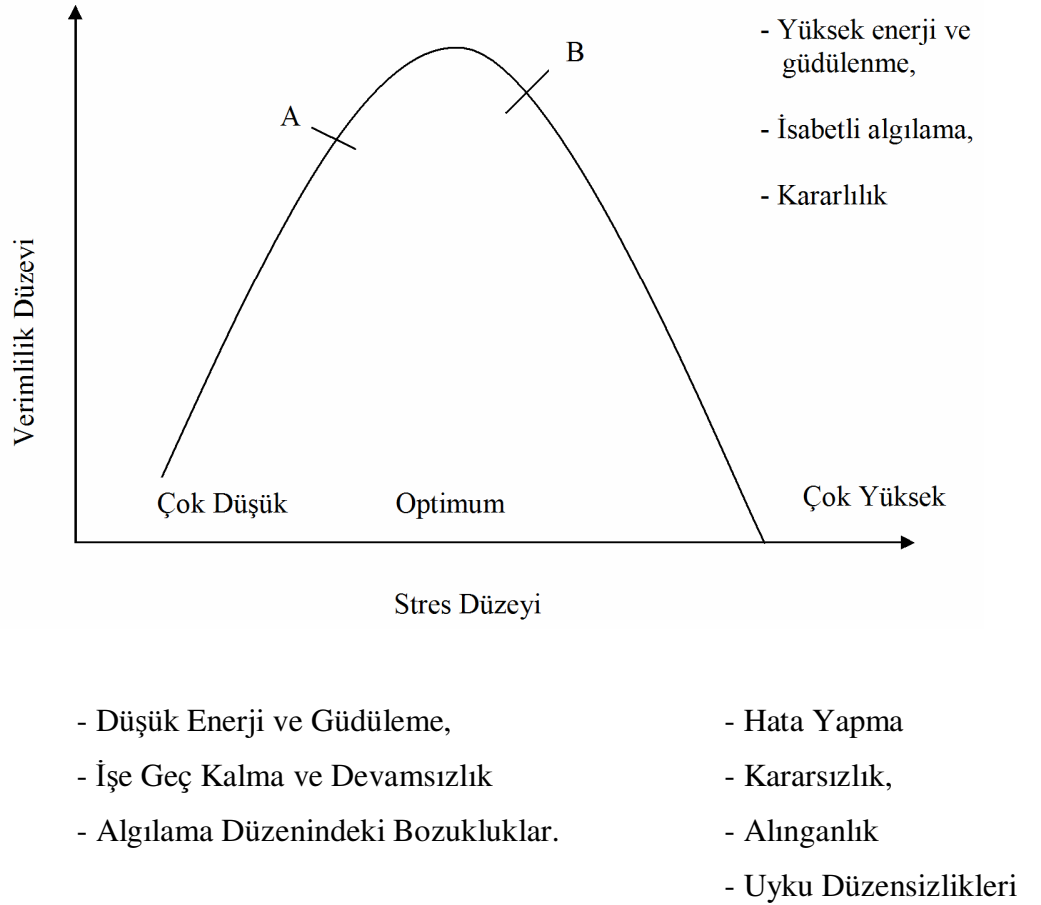 - Yüksek enerji ve
güdülenme,
- İsabetli algılama,
- Kararlılık
A
B
Verimlilik Düzeyi
Çok Düşük
Optimum
Çok Yüksek
Stres Düzeyi
- Düşük Enerji ve Güdüleme,
- İşe Geç Kalma ve Devamsızlık
- Algılama Düzenindeki Bozukluklar.
- Hata Yapma
- Kararsızlık,
- Alınganlık
- Uyku Düzensizlikleri